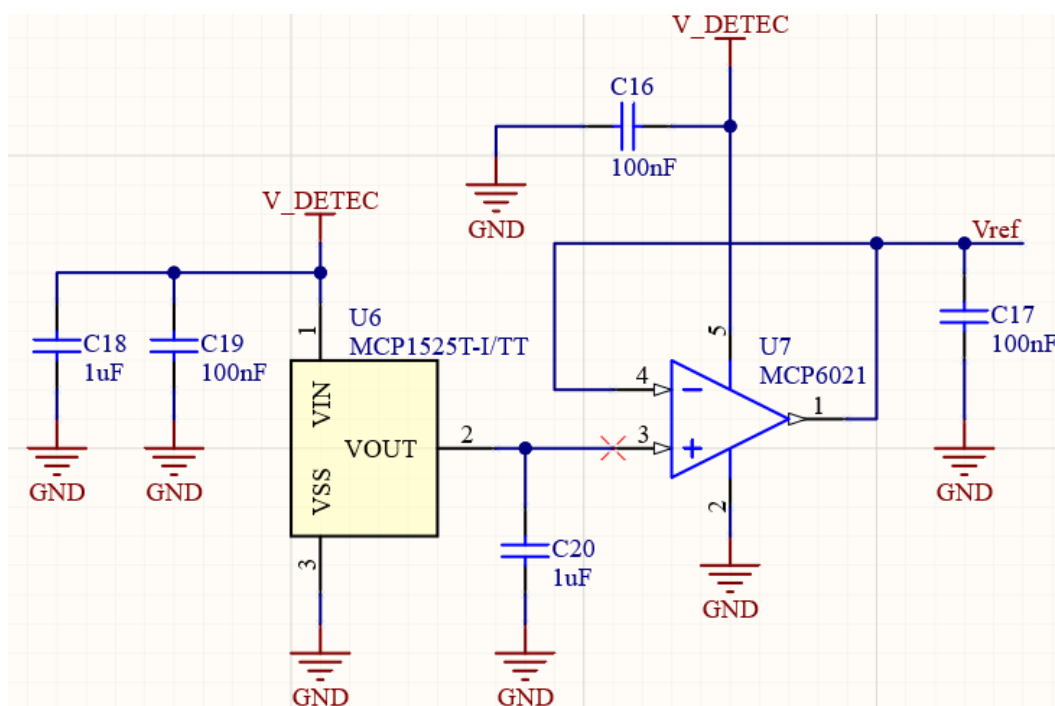 V_DETEC
C16
100nF
GND
V_DETEC
Vref
C18
1uF
C19
100nF
1
U6
MCP1525T-I/TT
VIN
VSS
VOUT
2
3
5
U7
MCP6021
4
3
1
2
C17
100nF
GND
GND
C20
1uF
GND
GND
GND
GND